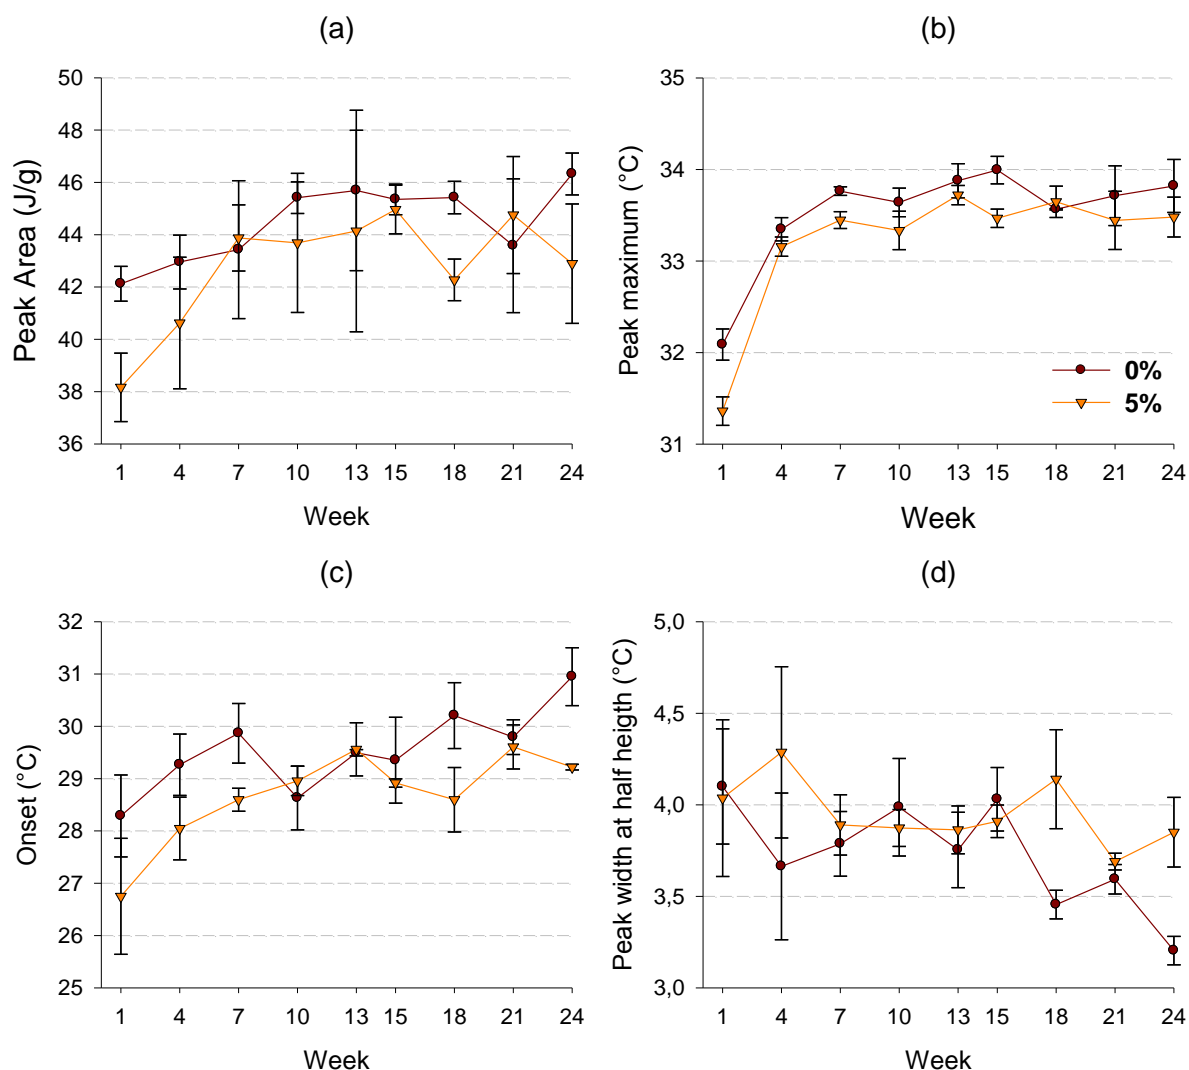 (a)
50
48
46
44
42
40
38
36
Peak Area (J/g)
1 4 7 10 13 15 18 21 24
Week
(b)
35
34
33
32
31
Peak maximum (°C)
0%
5%
1 4 7 10 13 15 18 21 24
Week
(c)
32
31
30
29
28
27
26
25
Onset (°C)
1 4 7 10 13 15 18 21 24
Week
(d)
5,0
4,5
4,0
3,5
3,0
Peak width at half heigth (°C)
1 4 7 10 13 15 18 21 24
Week